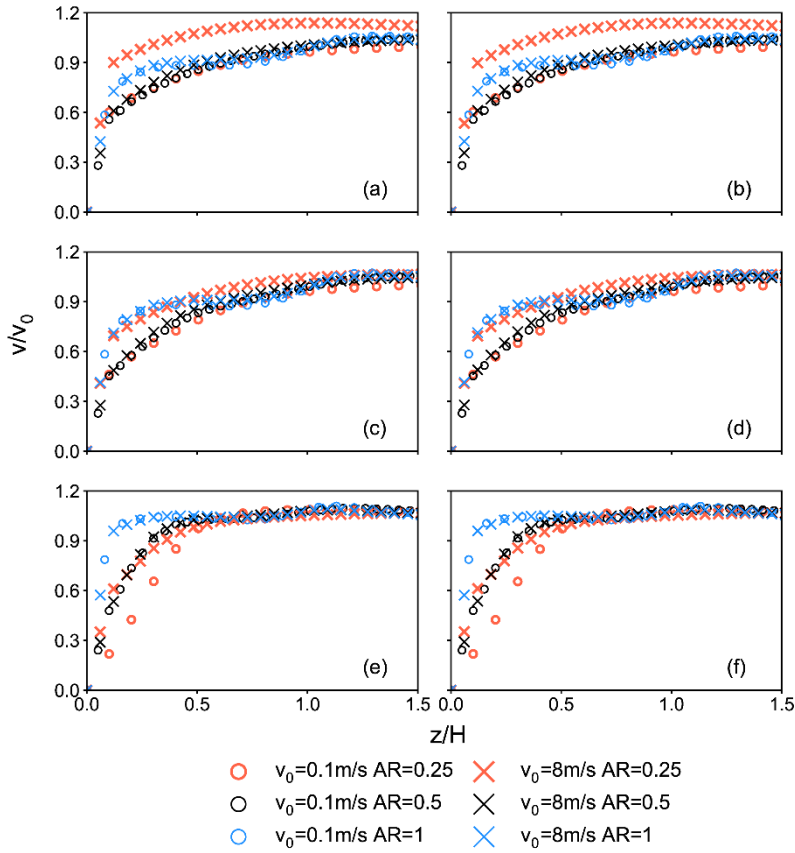 1.2
0.9
0.6
0.3
0.0
(a)
(b)
1.2
0.9
0.6
0.3
0.0
(c)
(d)
v/v₀
1.2
0.9
0.6
0.3
0.0
(e)
(f)
0.0 0.5 1.0 1.5 0.0 0.5 1.0 1.5
z/H
v₀=0.1m/s AR=0.25 v₀=8m/s AR=0.25
v₀=0.1m/s AR=0.5 v₀=8m/s AR=0.5
v₀=0.1m/s AR=1 v₀=8m/s AR=1